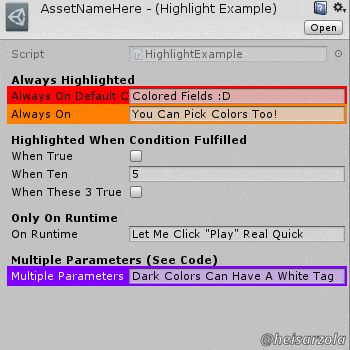 AssetNameHere - (Highlight Example)
Open
Script HighlightExample
Always Highlighted
Always On Default C Colored Fields :D
Always On You Can Pick Colors Too!
Highlighted When Condition Fulfilled
When True
When Ten 5
When These 3 True
Only On Runtime
On Runtime Let Me Click "Play" Real Quick
Multiple Parameters (See Code)
Multiple Parameters Dark Colors Can Have A White Tag
@heisarzola